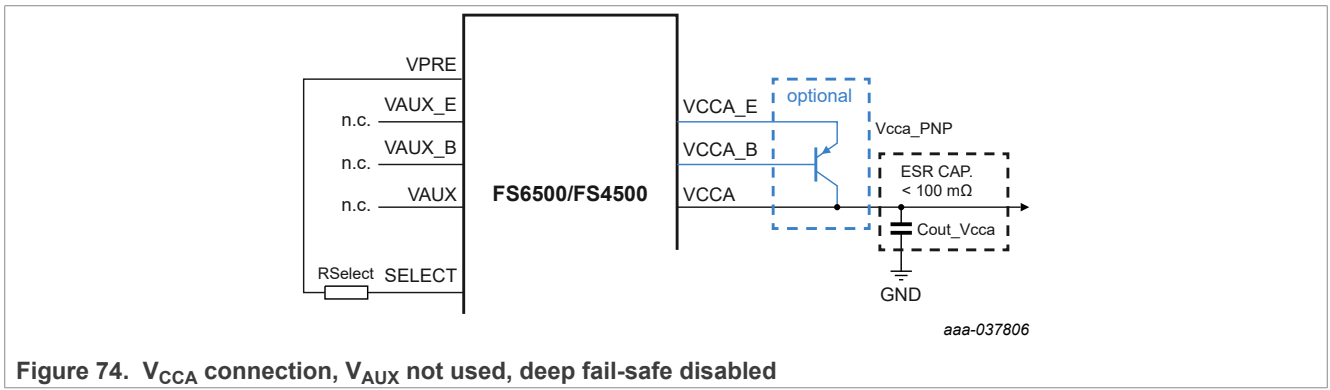 VPRE
VAUX_E
n.c.
VAUX_B
n.c.
VAUX
n.c.
RSelect SELECT
FS6500/FS4500
VCCA_E
VCCA_B
VCCA
optional
Vcca_PNP
ESR CAP.
< 100 mΩ
Cout_Vcca
GND
aaa-037806
Figure 74. VCCA connection, VAUX not used, deep fail-safe disabled